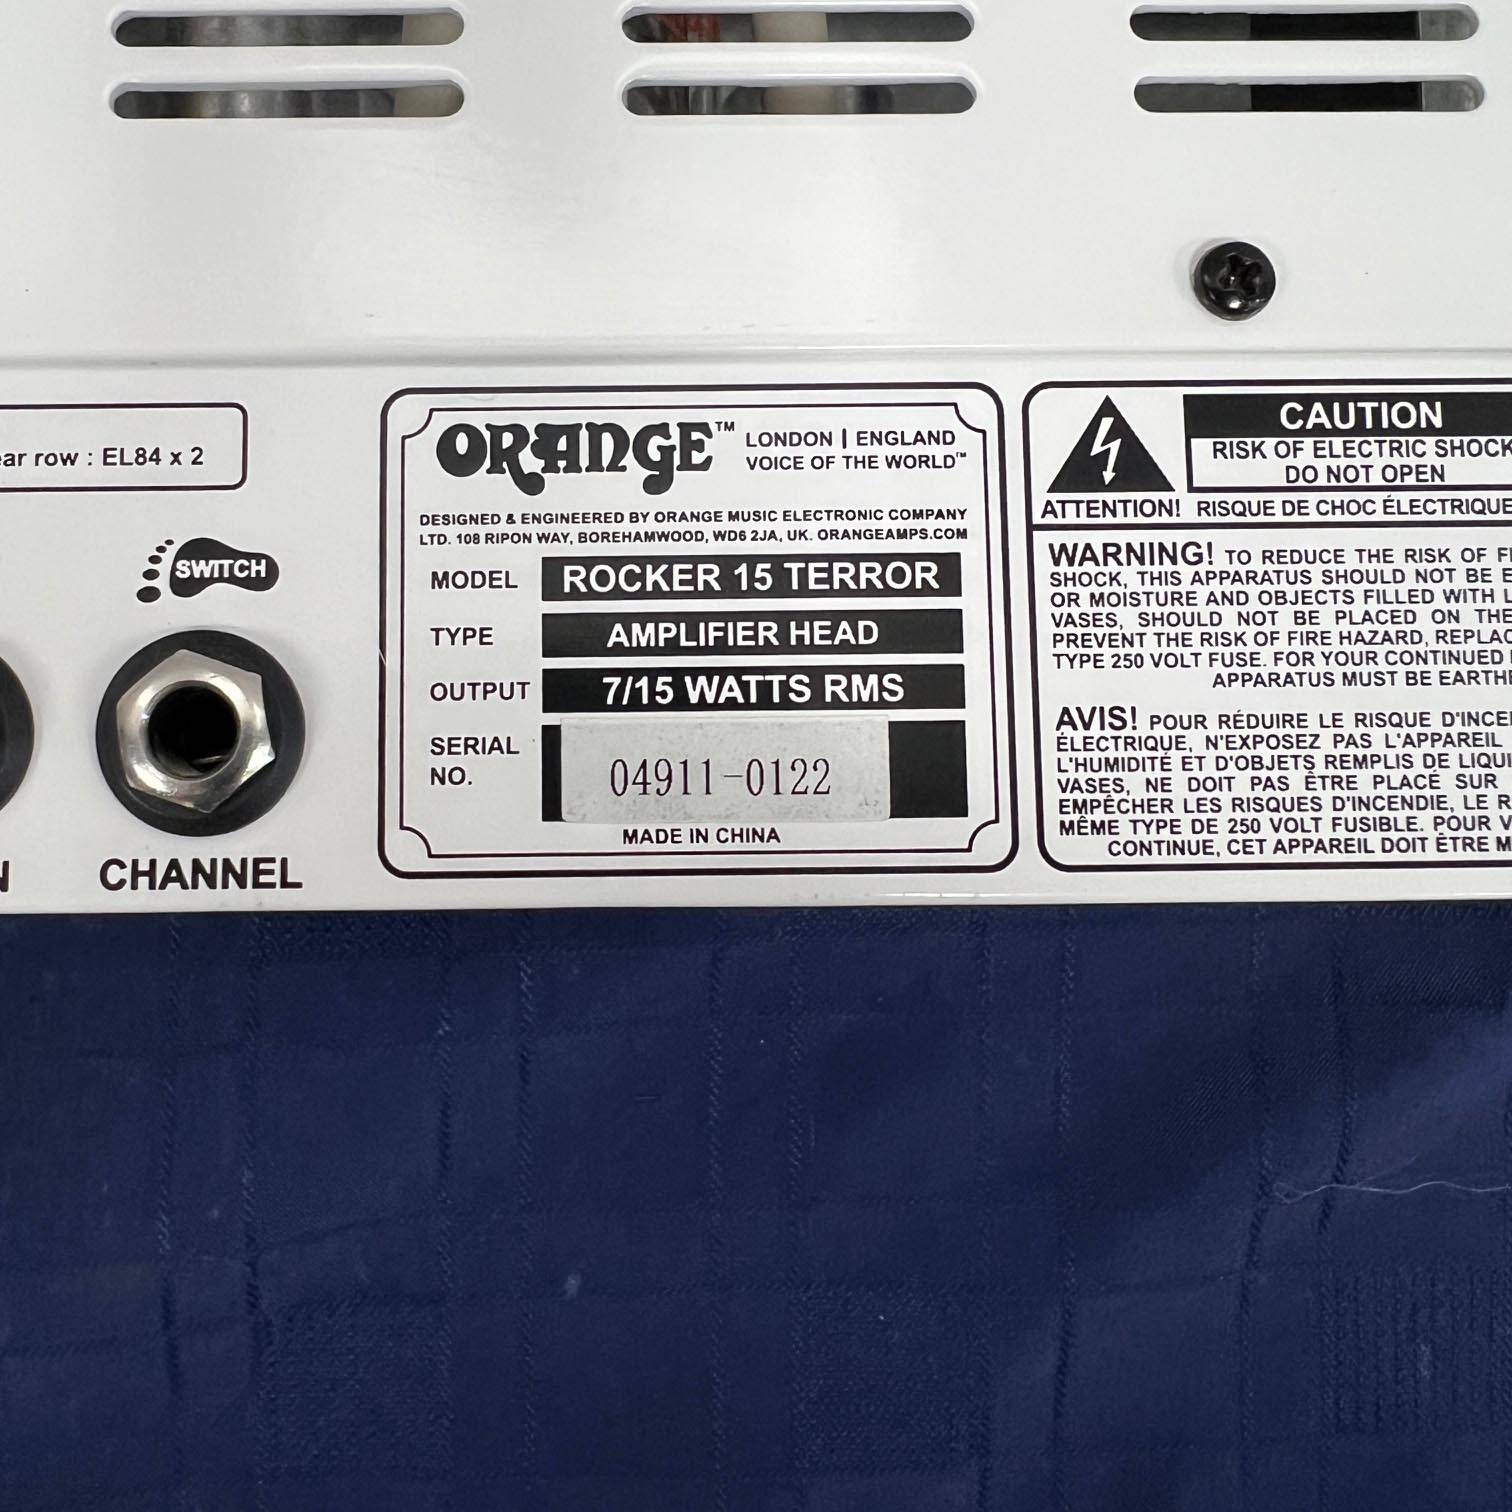 ear row : EL84 x 2
SWITCH
CHANNEL
ORANGE™
LONDON | ENGLAND
VOICE OF THE WORLD™
DESIGNED & ENGINEERED BY ORANGE MUSIC ELECTRONIC COMPANY
LTD. 108 RIPON WAY, BOREHAMWOOD, WD6 2JA, UK. ORANGEAMPS.COM
MODEL ROCKER 15 TERROR
TYPE AMPLIFIER HEAD
OUTPUT 7/15 WATTS RMS
SERIAL
NO.
04911-0122
MADE IN CHINA
CAUTION
RISK OF ELECTRIC SHOCK
DO NOT OPEN
ATTENTION! RISQUE DE CHOC ÉLECTRIQUE
WARNING! TO REDUCE THE RISK OF
SHOCK, THIS APPARATUS SHOULD NOT BE
OR MOISTURE AND OBJECTS FILLED WITH
VASES, SHOULD NOT BE PLACED ON THE
PREVENT THE RISK OF FIRE HAZARD, REPLAC
TYPE 250 VOLT FUSE. FOR YOUR CONTINUED
APPARATUS MUST BE EARTHE
AVIS! POUR RÉDUIRE LE RISQUE D'INCE
ÉLECTRIQUE, N'EXPOSEZ PAS L'APPAREIL
L'HUMIDITÉ ET D'OBJETS REMPLIS DE LIQUI
VASES, NE DOIT PAS ÊTRE PLACÉ SUR
EMPÊCHER LES RISQUES D'INCENDIE, LE R
MÊME TYPE DE 250 VOLT FUSIBLE. POUR V
CONTINUE, CET APPAREIL DOIT ÊTRE M